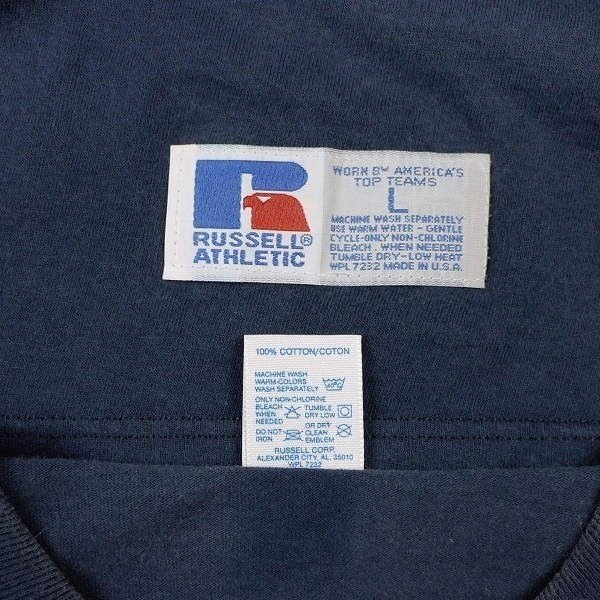 RUSSELL®
ATHLETIC
WORN BY AMERICA'S
TOP TEAMS
L
MACHINE WASH SEPARATELY
USE WARM WATER - GENTLE
CYCLE-ONLY NON-CHLORINE
BLEACH. WHEN NEEDED
TUMBLE DRY-LOW HEAT
WPL 7232 MADE IN U.S.A.
100% COTTON/COTON
MACHINE WASH
WARM-COLORS
WASH SEPARATELY 40°C
ONLY NON-CHLORINE
BLEACH TUMBLE
WHEN DRY LOW
NEEDED OR DRY
DO NOT CLEAN
IRON EMBLEM
RUSSELL CORP.
ALEXANDER CITY, AL. 35010
WPL 7232